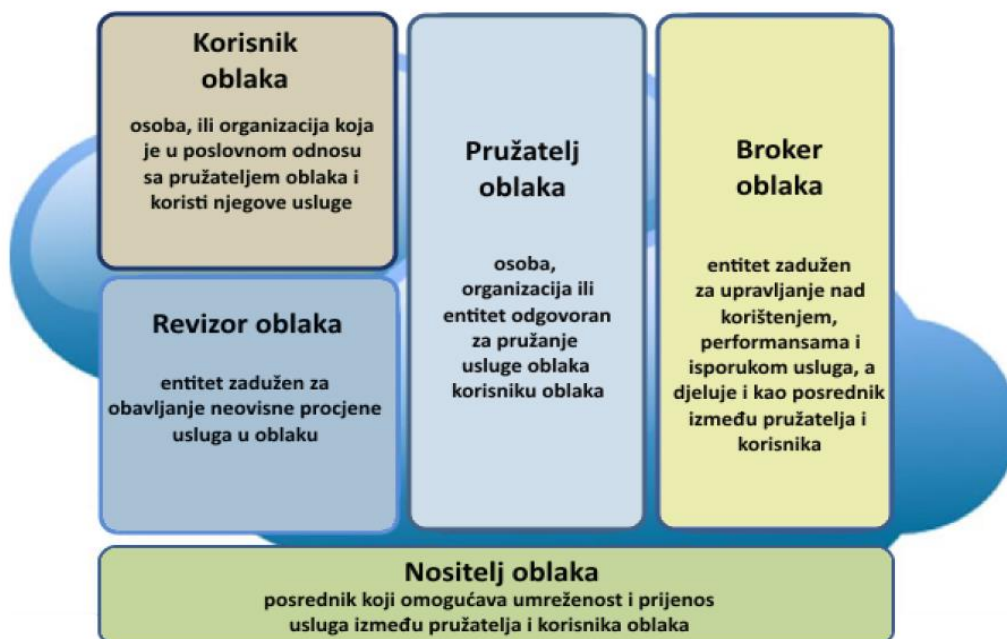 Korisnik
oblaka
osoba, ili organizacija koja
je u poslovnom odnosu
sa pružateljem oblaka i
koristi njegove usluge
Revizor oblaka
entitet zadužen za
obavljanje neovisne procjene
usluga u oblaku
Pružatelj
oblaka
osoba,
organizacija ili
entitet odgovoran
za pružanje
usluge oblaka
korisniku oblaka
Broker
oblaka
entitet zadužen
za upravljanje nad
korištenjem,
performansama i
isporukom usluga, a
djeluje i kao posrednik
između pružatelja i
korisnika
Nositelj oblaka
posrednik koji omogućava umreženost i prijenos
usluga između pružatelja i korisnika oblaka